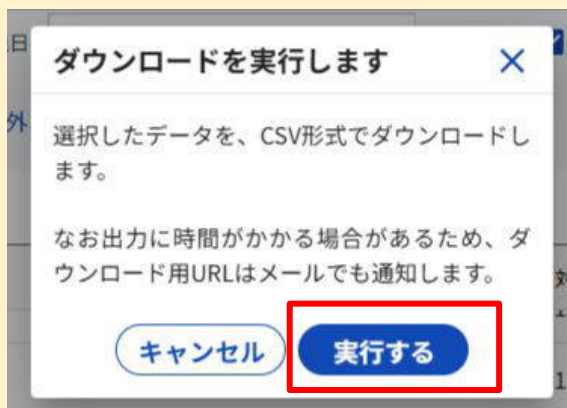 日
ダウンロードを実行します
外
選択したデータを、CSV形式でダウンロードし
ます。
なお出力に時間がかかる場合があるため、ダ
ウンロード用URLはメールでも通知します。
キャンセル
実行する
1